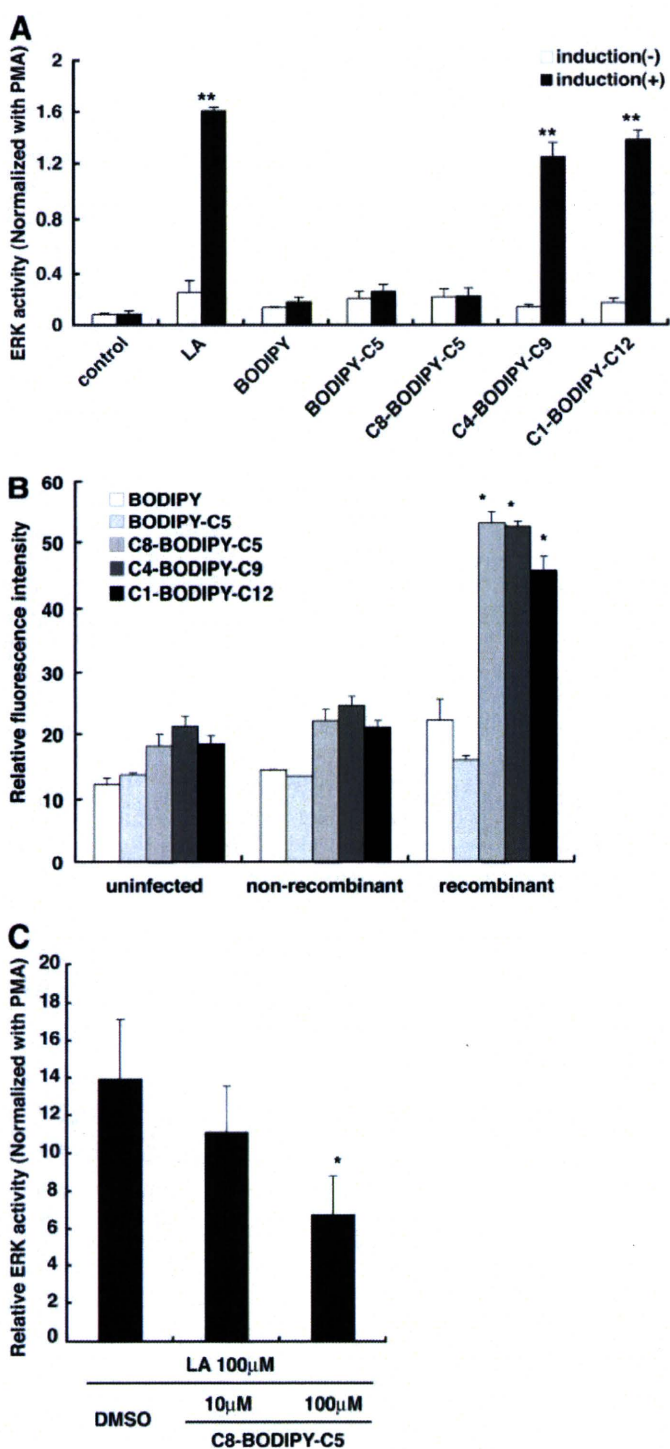 A
ERK activity (Normalized with PMA)
2
1.6
1.2
0.8
0.4
0
induction(-)
induction(+)
**
**
**
control
LA
BODIPY
BODIPY-C5
C8-BODIPY-C5
C4-BODIPY-C9
C1-BODIPY-C12
B
Relative fluorescence intensity
60
50
40
30
20
10
0
BODIPY
BODIPY-C5
C8-BODIPY-C5
C4-BODIPY-C9
C1-BODIPY-C12
* * *
uninfected non-recombinant recombinant
C
Relative ERK activity (Normalized with PMA)
20
18
16
14
12
10
8
6
4
2
0
*
LA 100μM
DMSO 10μM 100μM
C8-BODIPY-C5